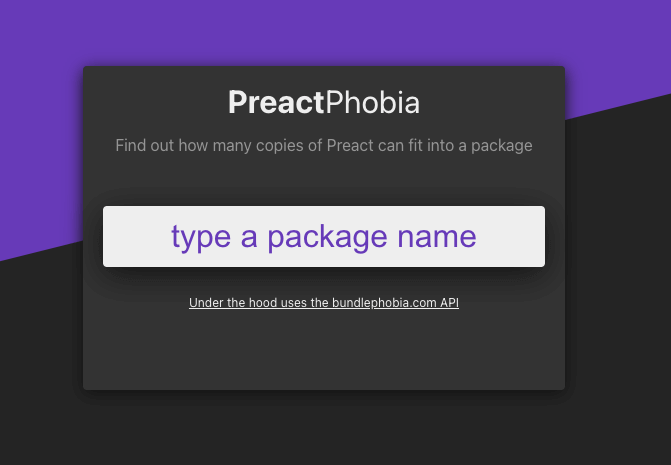 PreactPhobia
Find out how many copies of Preact can fit into a package
type a package name
Under the hood uses the bundlephobia.com API